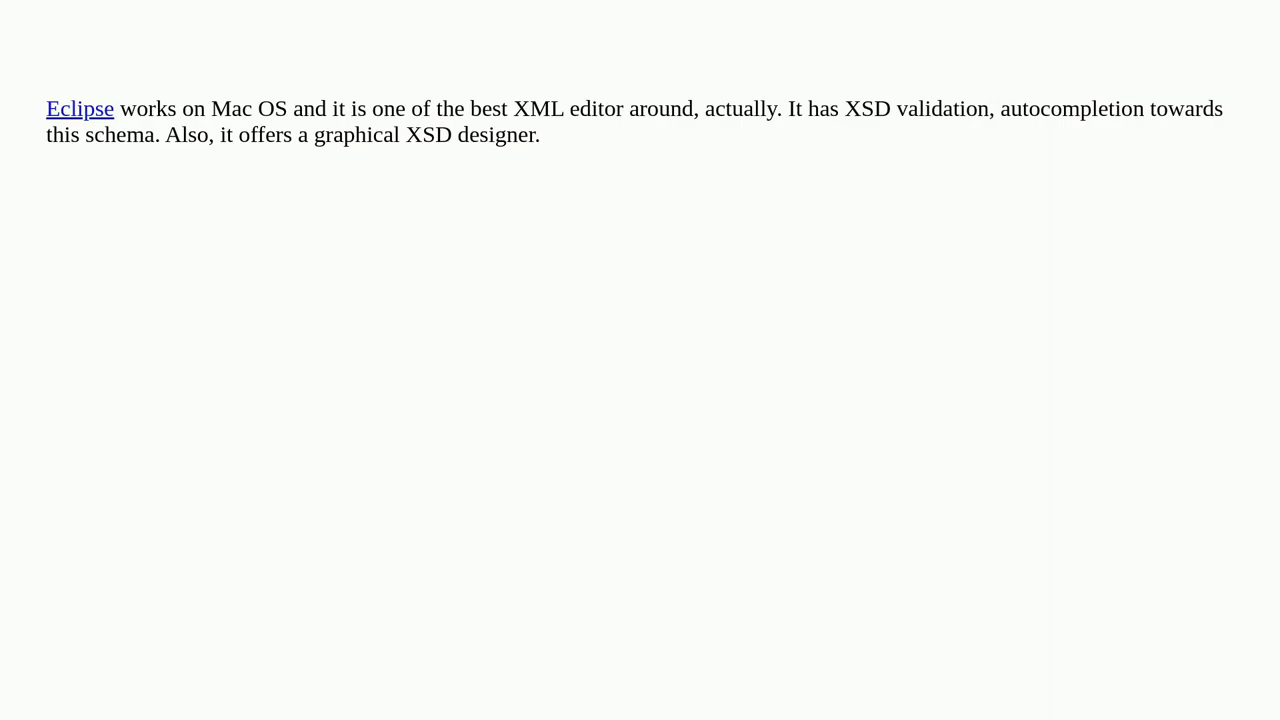 Eclipse works on Mac OS and it is one of the best XML editor around, actually. It has XSD validation, autocompletion towards
this schema. Also, it offers a graphical XSD designer.